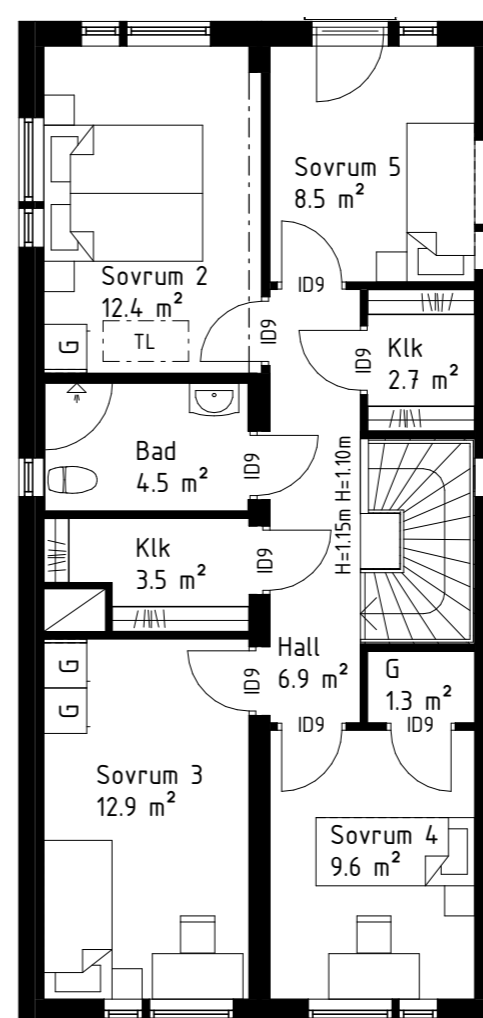 Sovrum 5
8.5 m²
Sovrum 2
12.4 m²
TL
G
ID9
ID9
ID9
Klk
2.7 m²
Bad
4.5 m²
ID9
H=1.15m H=1.10m
Klk
3.5 m²
ID9
Hall
6.9 m²
G
G
ID9
G
1.3 m²
ID9
ID9
Sovrum 3
12.9 m²
Sovrum 4
9.6 m²